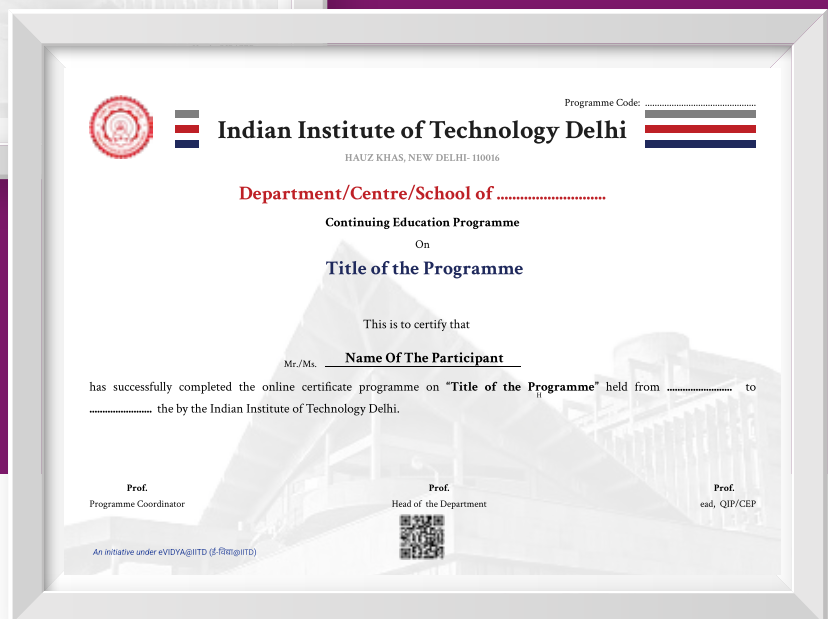 Programme Code: ......................................
Indian Institute of Technology Delhi
HAUZ KHAS, NEW DELHI- 110016
Department/Centre/School of ............................
Continuing Education Programme
On
Title of the Programme
This is to certify that
Mr./Ms. Name Of The Participant
has successfully completed the online certificate programme on “Title of the Programme” held from ......................... to
H
........................ the by the Indian Institute of Technology Delhi.
Prof. Prof. Prof.
Programme Coordinator Head of the Department ead, QIP/CEP
An initiative under eVIDYA@IITD (ई-विद्या@IITD)